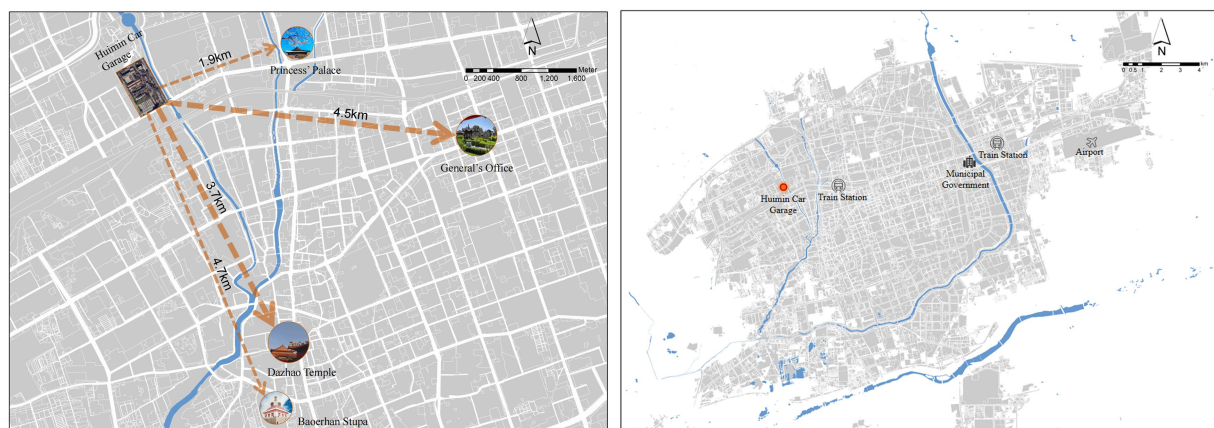 Huimin Car
Garage
1.9km
Princess' Palace
N
Meter
0 200 400 800 1,200 1,600
4.5km
General's Office
3.7km
4.7km
Dazhao Temple
Baoerhan Stupa
N
km
0 0.5 1 2 3 4
Train Station
Airport
Municipal
Government
Train Station
Huimin Car
Garage